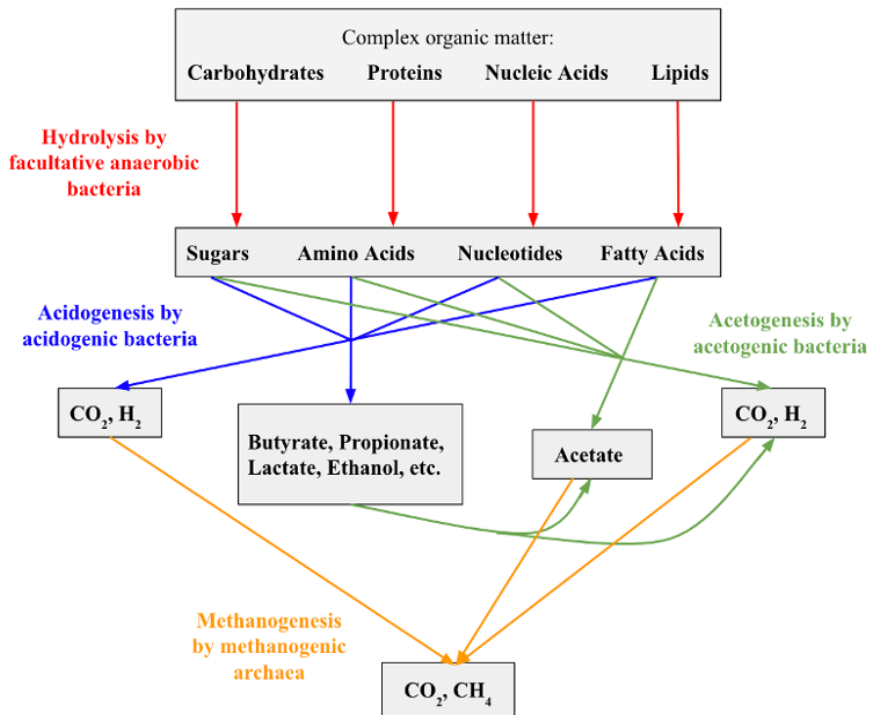 Complex organic matter:
Carbohydrates Proteins Nucleic Acids Lipids
Hydrolysis by
facultative anaerobic
bacteria
Sugars Amino Acids Nucleotides Fatty Acids
Acidogenesis by
acidogenic bacteria
Acetogenesis by
acetogenic bacteria
CO₂, H₂
Butyrate, Propionate,
Lactate, Ethanol, etc.
Acetate
CO₂, H₂
Methanogenesis
by methanogenic
archaea
CO₂, CH₄